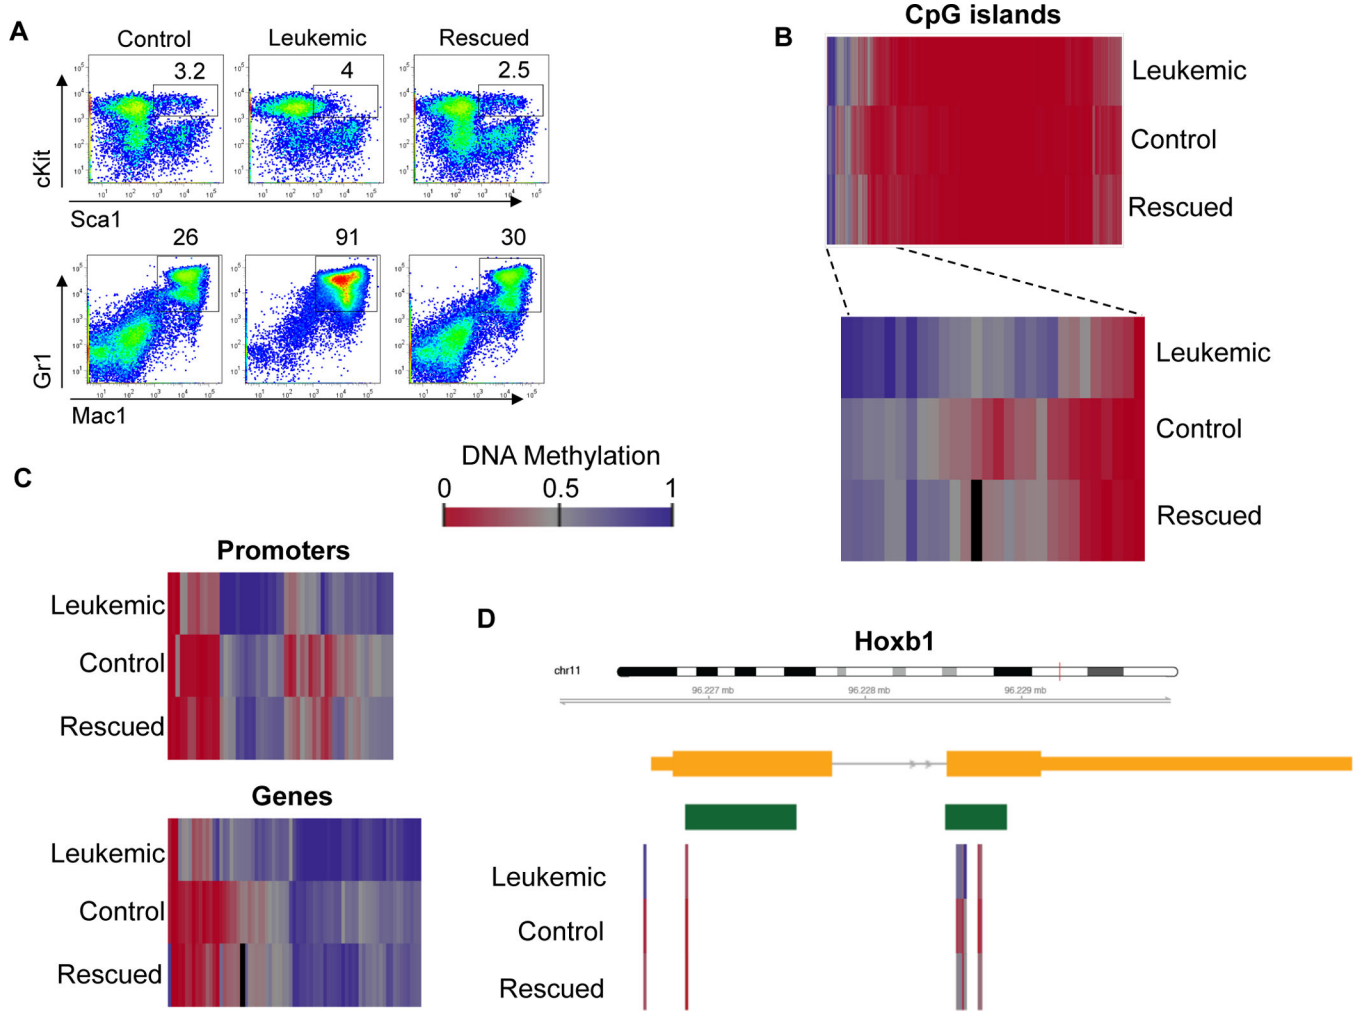 A
Control
Leukemic
Rescued
3.2
4
2.5
cKit
Sca1
26
91
30
Gr1
Mac1
B
CpG islands
Leukemic
Control
Rescued
Leukemic
Control
Rescued
DNA Methylation
0 0.5 1
C
Promoters
Leukemic
Control
Rescued
Genes
Leukemic
Control
Rescued
D
Hoxb1
chr11
96.227 mb 96.228 mb 96.229 mb
Leukemic
Control
Rescued